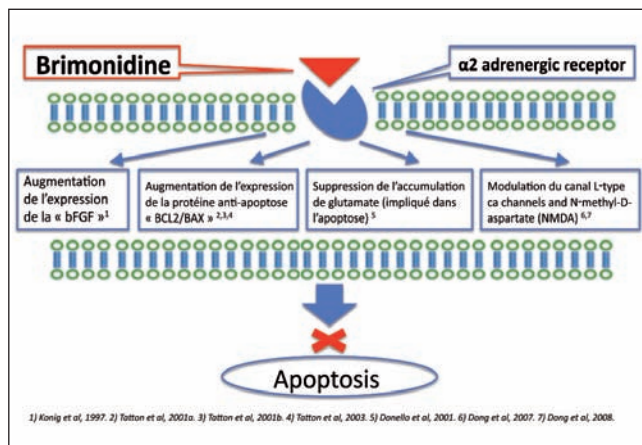 Brimonidine
α2 adrenergic receptor
Augmentation
de l'expression
de la « bFGF » 1
Augmentation de l'expression
de la protéine anti-apoptose
« BCL2/BAX » 2,3,4
Suppression de l'accumulation
de glutamate (impliqué dans
l'apoptose) 5
Modulation du canal L-type
ca channels and N-methyl-D-
aspartate (NMDA) 6,7
Apoptosis
1) Konig et al, 1997. 2) Tatton et al, 2001a. 3) Tatton et al, 2001b. 4) Tatton et al, 2003. 5) Donello et al, 2001. 6) Dong et al, 2007. 7) Dong et al, 2008.